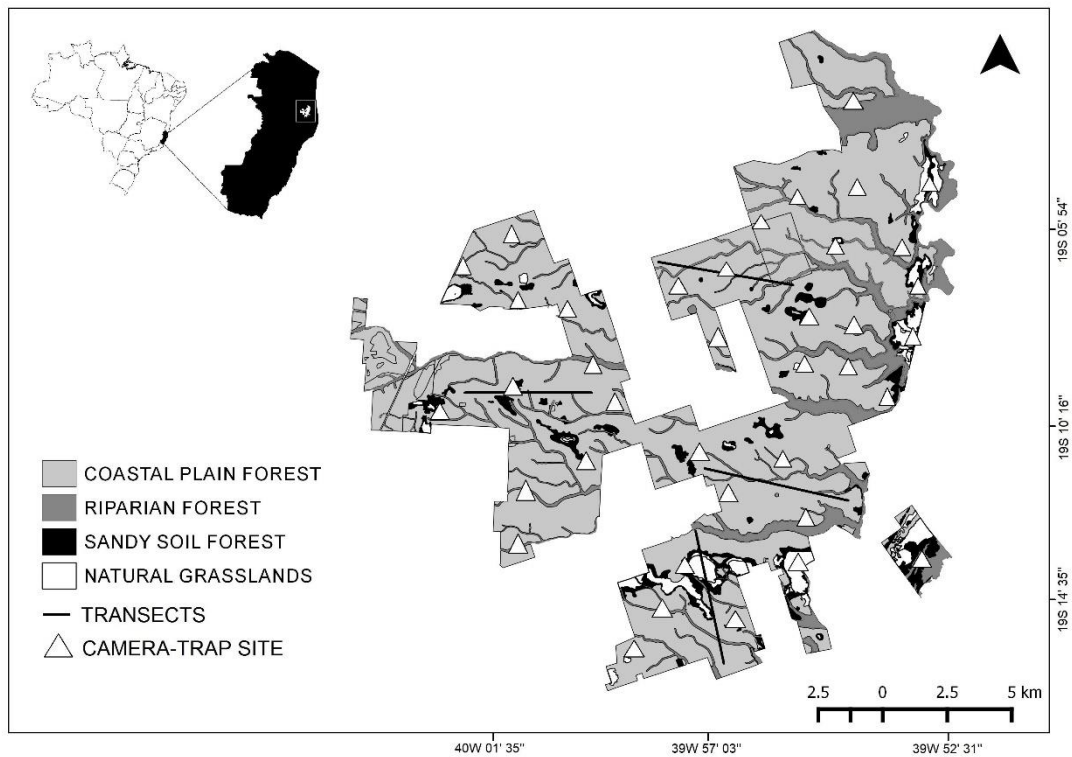 COASTAL PLAIN FOREST
RIPARIAN FOREST
SANDY SOIL FOREST
NATURAL GRASSLANDS
TRANSECTS
CAMERA-TRAP SITE
19S 05' 54"
19S 10' 16"
19S 14' 35"
2.5 0 2.5 5 km
40W 01' 35" 39W 57' 03" 39W 52' 31"